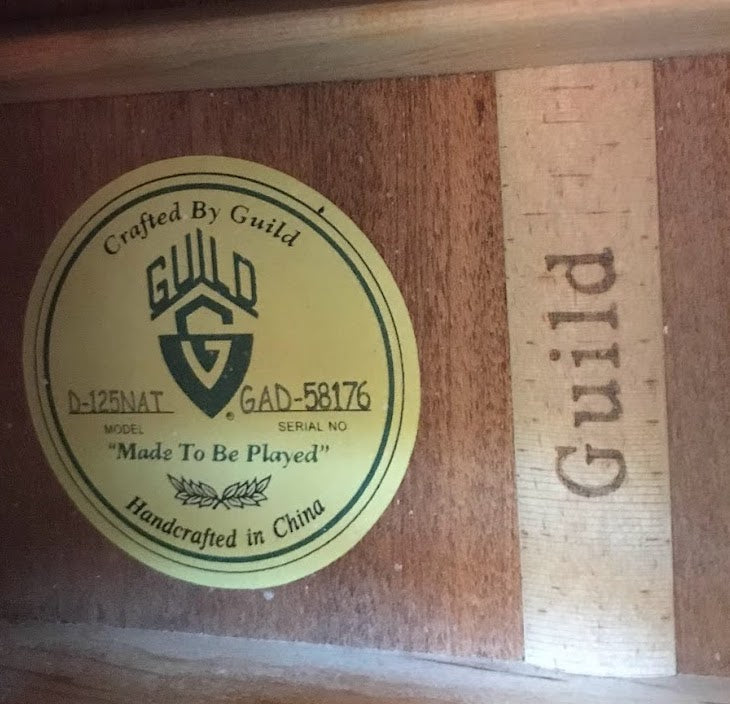 Crafted By Guild
GUILD
G
D-125NAT GAD-58176
MODEL SERIAL NO
"Made To Be Played"
Handcrafted in China
Guild